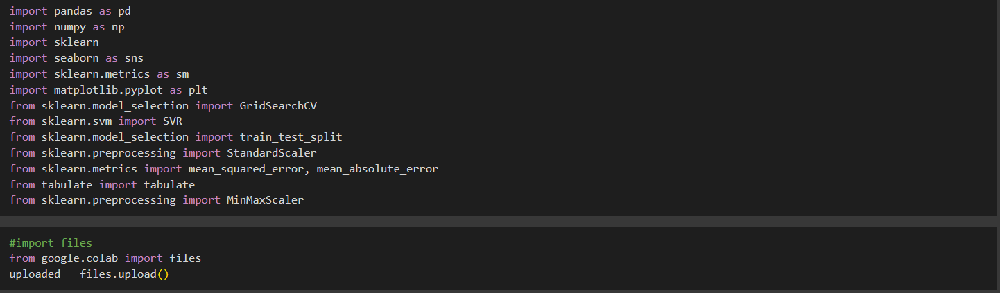 import pandas as pd
import numpy as np
import sklearn
import seaborn as sns
import sklearn.metrics as sm
import matplotlib.pyplot as plt
from sklearn.model_selection import GridSearchCV
from sklearn.svm import SVR
from sklearn.model_selection import train_test_split
from sklearn.preprocessing import StandardScaler
from sklearn.metrics import mean_squared_error, mean_absolute_error
from tabulate import tabulate
from sklearn.preprocessing import MinMaxScaler
#import files
from google.colab import files
uploaded = files.upload()